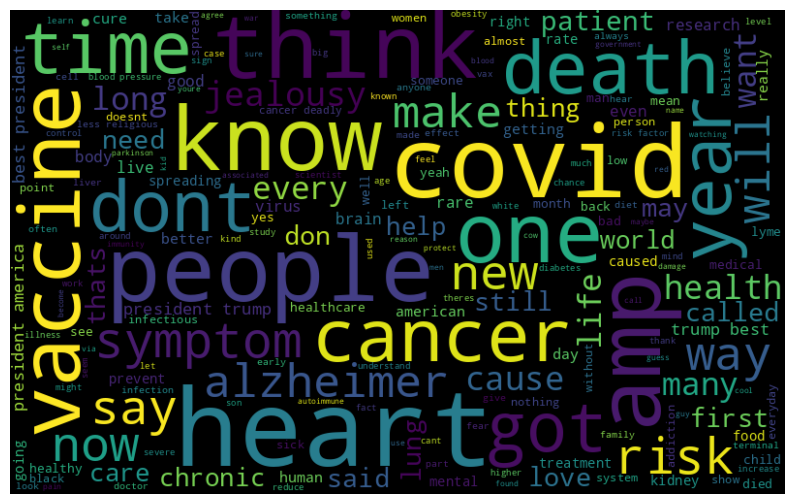 spread
something
women
obesity
agree
war
learn
cure
take
time
think
patient
right
research
level
self
sign
case
sure
big
almost
rate
always
government
hear
cell
blood pressure
youre
good
someone
vax
blood
anyone
known
death
want
believe
really
best president
doesnt
long
jealousy
cancer deadly
make
thing
man
mean
less religious
need
know
made
effect
even
name
control
body
getting
person
risk factor
watching
parkinson
live
kid
associated
scientist
feel
covid
year
will
vaccine
point
spreading
every
well
age
yeah
much
low
red
liver
virus
left
rare
month
back
diet
chance
maybe
often
dont
yes
brain
white
may
around
better
kind
study
don
used
help
one
bad
world
lyme
reason
protect
cow
mind
immunity
caused
medical
damage
thats
people
new
men
diabetes
theres
life
health
work
president trump
healthcare
american
still
called
become
see
infectious
amp
call
president america
illness
via
symptom
cancer
day
without
trump best
thank
let
early
understand
guess
way
might
prevent
infection
alzheimer
cause
many
cool
say
son
autoimmune
give
nothing
first
guy
everyday
fact
fear
heart
got
addiction
going
now
severe
sick
lung
cant
use
family
food
risk
healthy
care
chronic
human
said
part
love
treatment
system
child
terminal
look
black
pain
doctor
reduce
mental
higher
found
kidney
show
died
increase